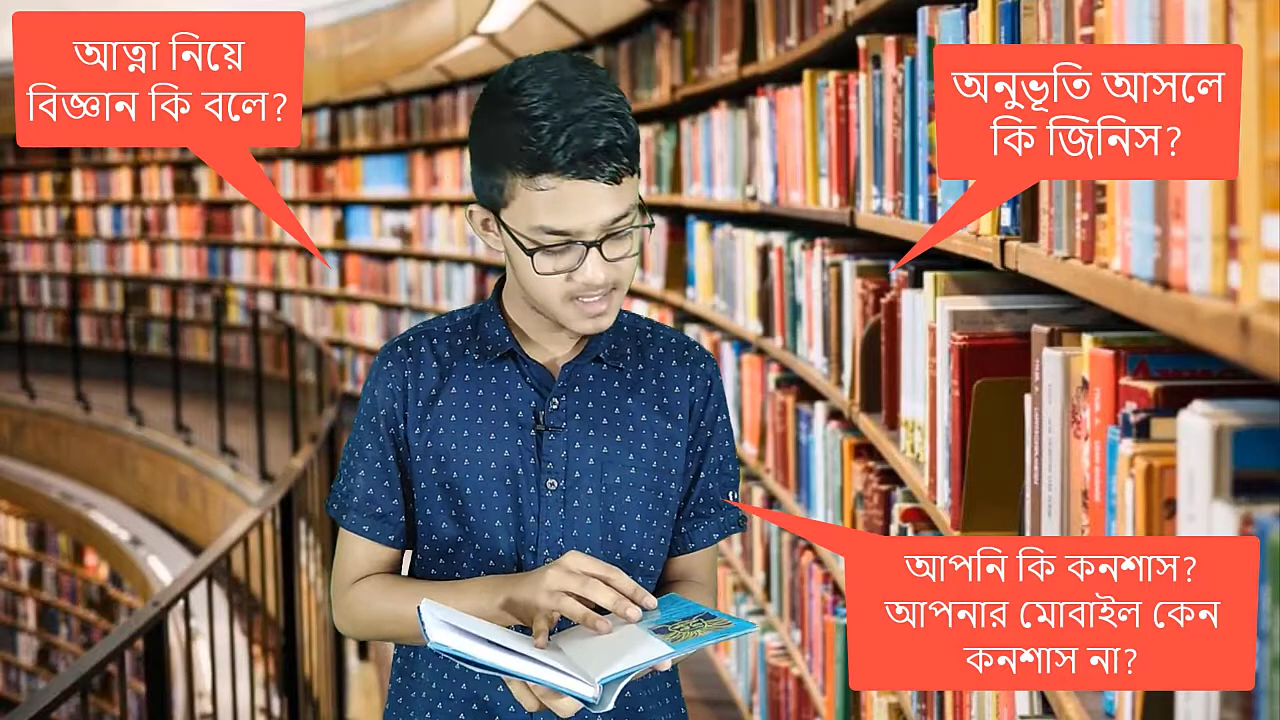 আত্না নিয়ে
বিজ্ঞান কি বলে?
অনুভূতি আসলে
কি জিনিস?
আপনি কি কনশাস?
আপনার মোবাইল কেন
কনশাস না?